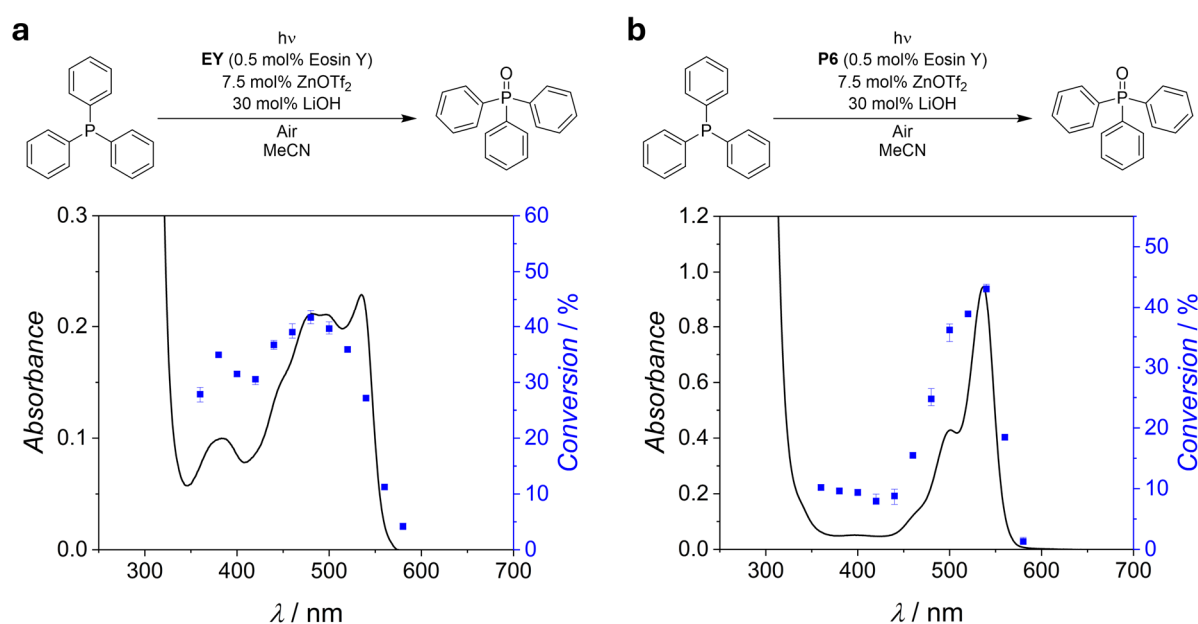 a
hν
EY (0.5 mol% Eosin Y)
7.5 mol% ZnOTf₂
30 mol% LiOH
Air
MeCN
P
O
P
0.3
0.2
0.1
0.0
Absorbance
60
50
40
30
20
10
0
Conversion / %
300
400
500
600
700
λ / nm
b
hν
P6 (0.5 mol% Eosin Y)
7.5 mol% ZnOTf₂
30 mol% LiOH
Air
MeCN
P
O
P
1.2
1.0
0.8
0.6
0.4
0.2
0.0
Absorbance
50
40
30
20
10
0
Conversion / %
300
400
500
600
700
λ / nm